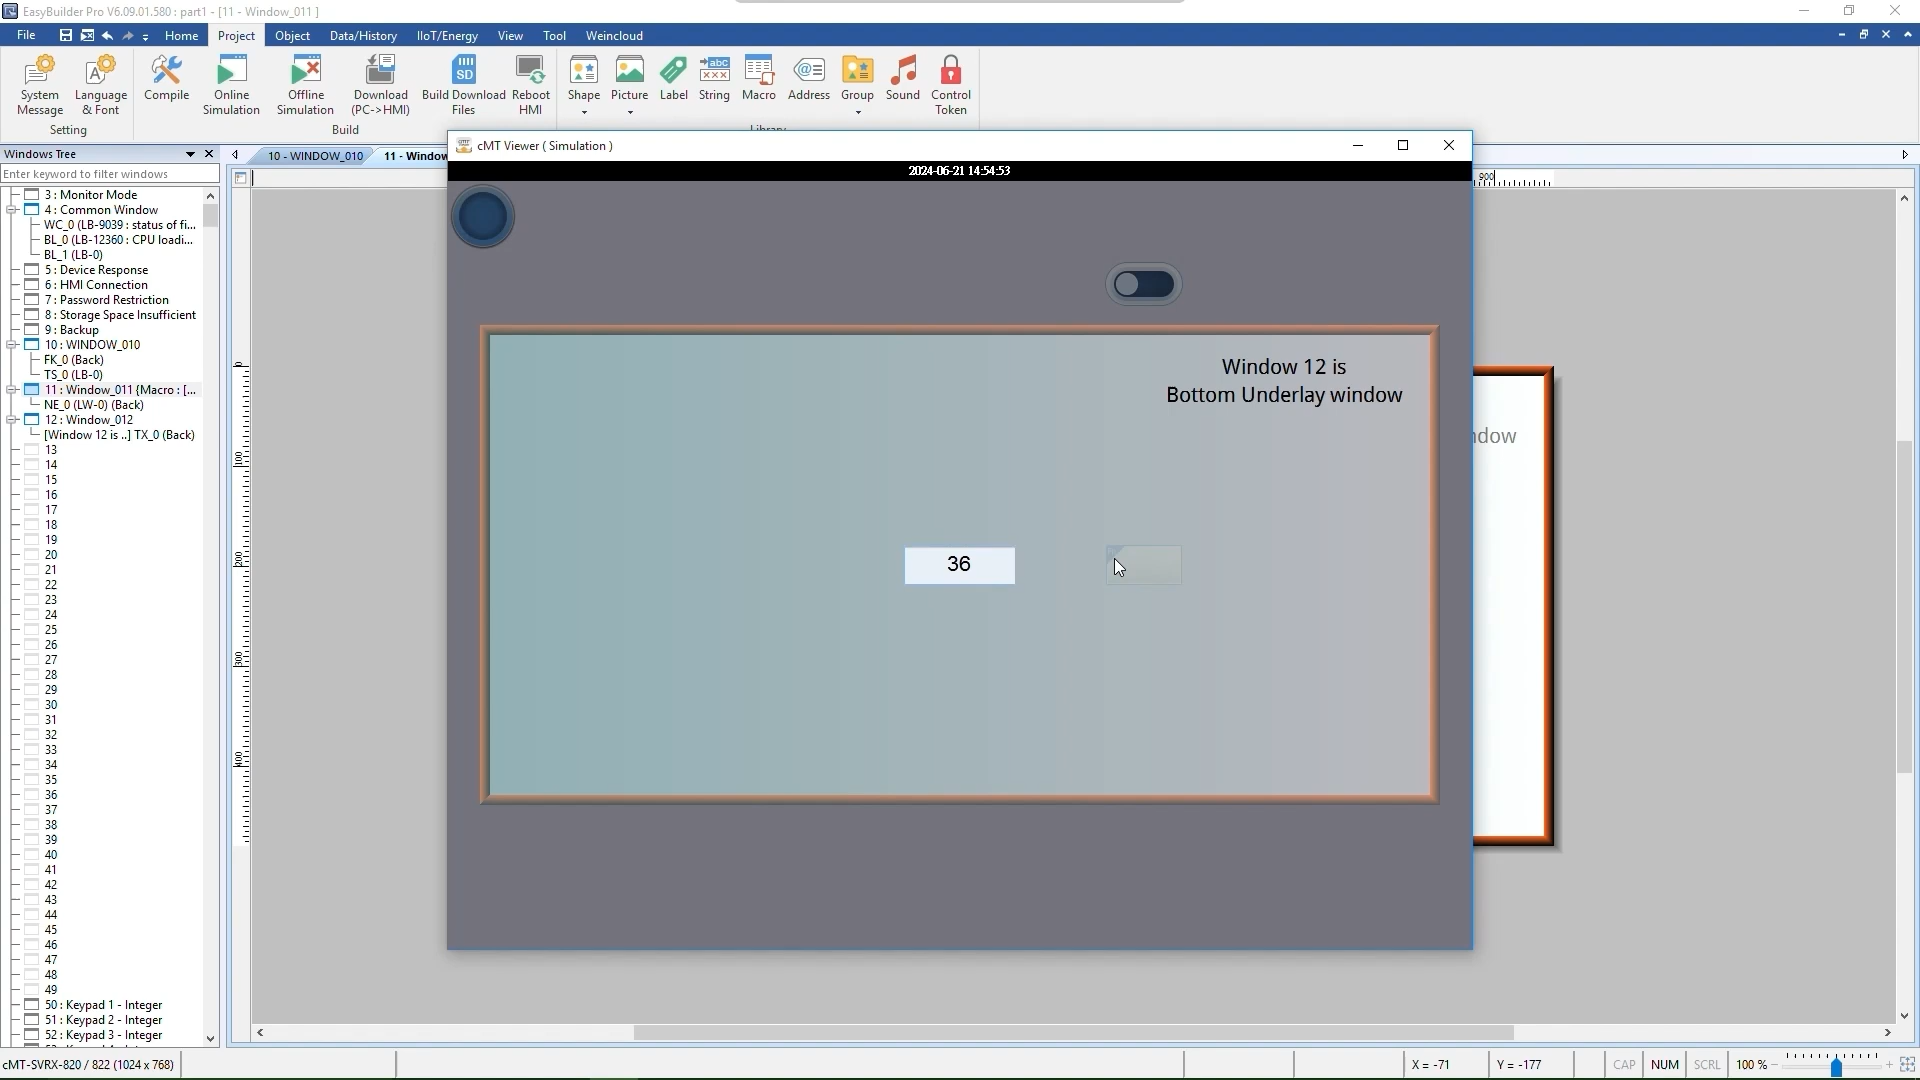 EasyBuilder Pro V6.09.01.580 : part1 - [11 - Window_011 ]
File
Home
Project
Object
Data/History
IIoT/Energy
View
Tool
Weincloud
System
Message
Language
& Font
Compile
Online
Simulation
Offline
Simulation
Download
(PC->HMI)
Build Download
Files
Reboot
HMI
Shape
Picture
Label
String
Macro
Address
Group
Sound
Control
Token
Setting
Build
Library
Windows Tree
Enter keyword to filter windows
3 : Monitor Mode
4 : Common Window
WC_0 (LB-9039 : status of fi...
BL_0 (LB-12360 : CPU loadi...
BL_1 (LB-0)
5 : Device Response
6 : HMI Connection
7 : Password Restriction
8 : Storage Space Insufficient
9 : Backup
10 : WINDOW_010
FK_0 (Back)
TS_0 (LB-0)
11 : Window_011 {Macro : [...
NE_0 (LW-0) (Back)
12 : Window_012
[Window 12 is ..] TX_0 (Back)
13
14
15
16
17
18
19
20
21
22
23
24
25
26
27
28
29
30
31
32
33
34
35
36
37
38
39
40
41
42
43
44
45
46
47
48
49
50 : Keypad 1 - Integer
51 : Keypad 2 - Integer
52 : Keypad 3 - Integer
10 - WINDOW_010
11 - Window
cMT Viewer ( Simulation )
2024-06-21 14:54:53
900
Window 12 is
Bottom Underlay window
ndow
36
0
100
200
300
400
cMT-SVRX-820 / 822 (1024 x 768)
X = -71
Y = -177
CAP
NUM
SCRL
100 %